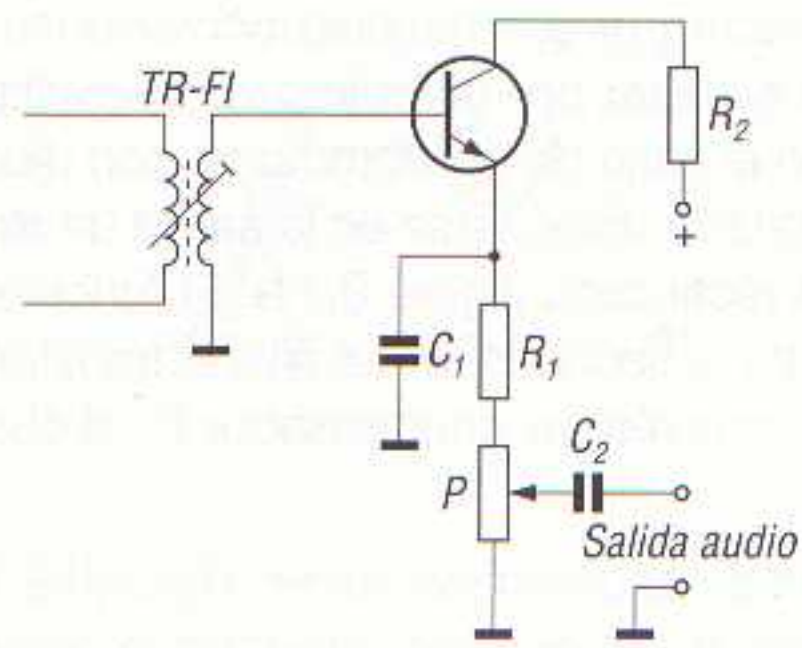 TR-FI
R₂
+
C₁
R₁
C₂
P
Salida audio